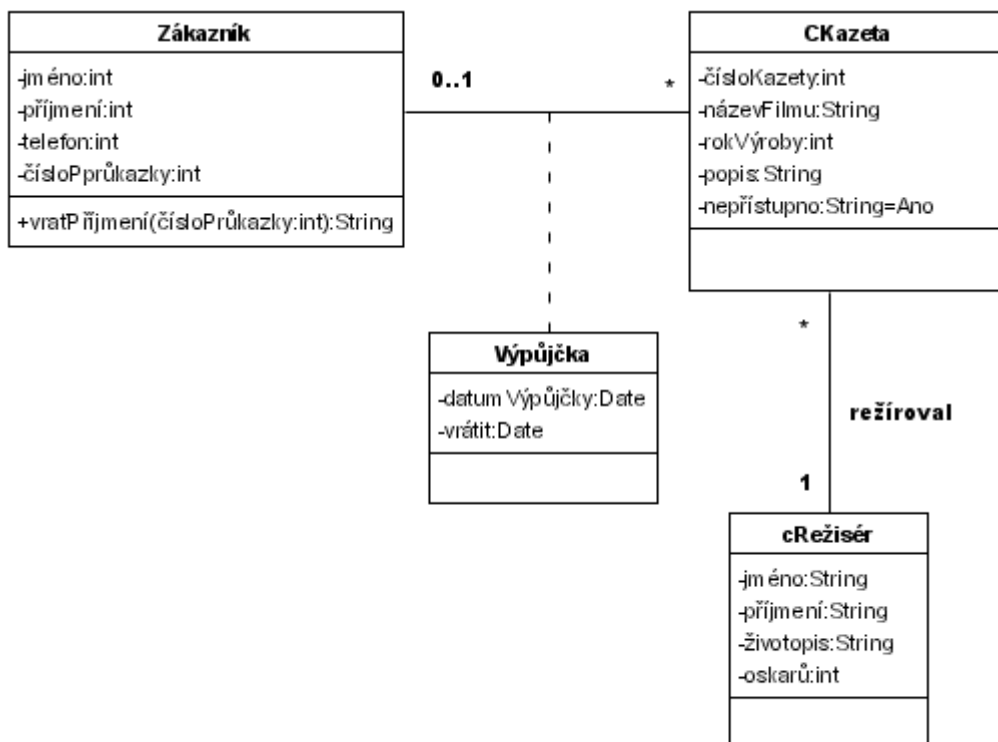 Zákazník
-jméno:int
-příjmení:int
-telefon:int
-čísloPprůkazky:int
+vratPříjmení(čísloPrůkazky:int):String
0..1
*
CKazeta
-čísloKazety:int
-názevFilmu:String
-rokVýroby:int
-popis:String
-nepřístupno:String=Ano
Výpůjčka
-datumVýpůjčky:Date
-vrátit:Date
*
režíroval
1
cRežisér
-jméno:String
-příjmení:String
-životopis:String
-oskarů:int